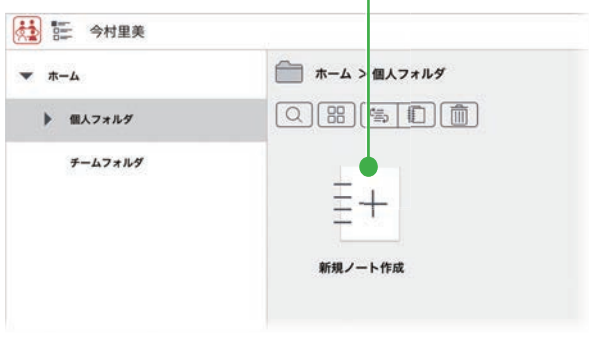 今村里美
ホーム
個人フォルダ
チームフォルダ
ホーム > 個人フォルダ
新規ノート作成